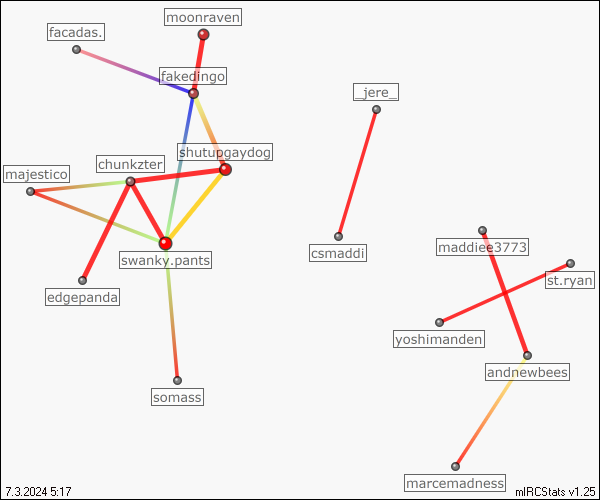 moonraven
facadas.
fakedingo
_jere_
shutupgaydog
chunkzter
majestico
maddiee3773
csmaddi
swanky.pants
st.ryan
edgepanda
yoshimanden
andnewbees
somass
marcemadness
7.3.2024 5:17
mIRCStats v1.25